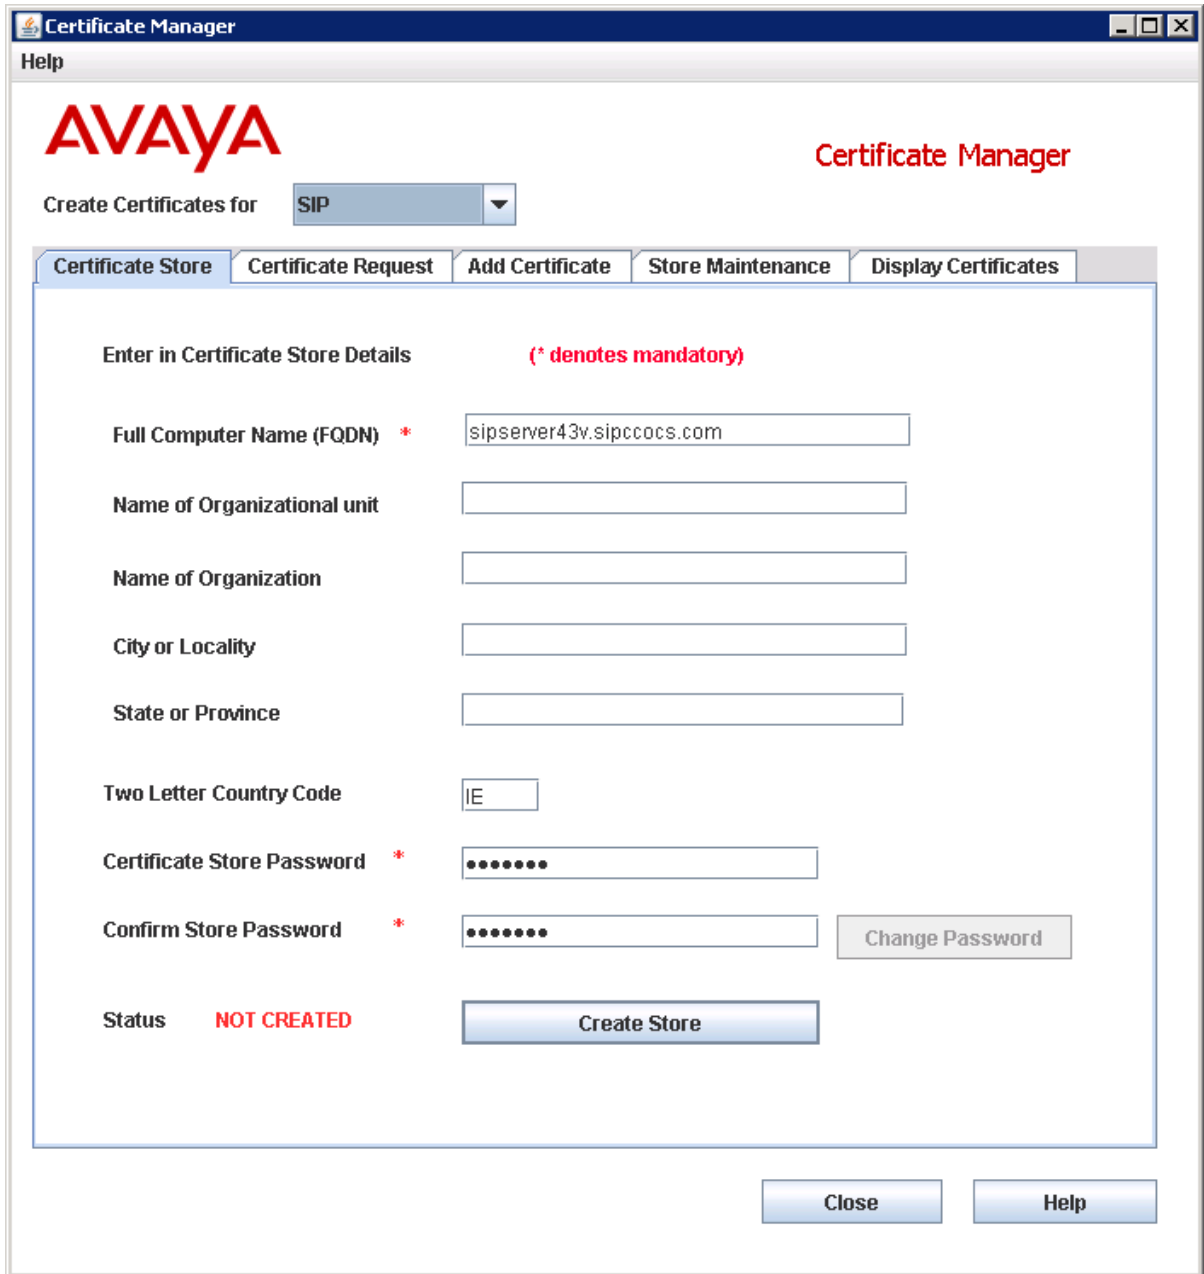 Certificate Manager
Help
AVAYA
Certificate Manager
Create Certificates for SIP
Certificate Store Certificate Request Add Certificate Store Maintenance Display Certificates
Enter in Certificate Store Details (* denotes mandatory)
Full Computer Name (FQDN) * sipserver43v.sipccocs.com
Name of Organizational unit
Name of Organization
City or Locality
State or Province
Two Letter Country Code IE
Certificate Store Password * •••••••
Confirm Store Password * ••••••• Change Password
Status NOT CREATED Create Store
Close Help